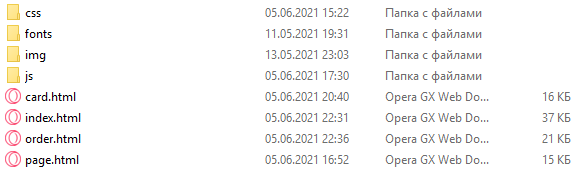 css 05.06.2021 15:22 Папка с файлами
fonts 11.05.2021 19:31 Папка с файлами
img 13.05.2021 23:03 Папка с файлами
js 05.06.2021 17:30 Папка с файлами
card.html 05.06.2021 20:40 Opera GX Web Do... 16 КБ
index.html 05.06.2021 22:31 Opera GX Web Do... 37 КБ
order.html 05.06.2021 22:36 Opera GX Web Do... 21 КБ
page.html 05.06.2021 16:52 Opera GX Web Do... 15 КБ